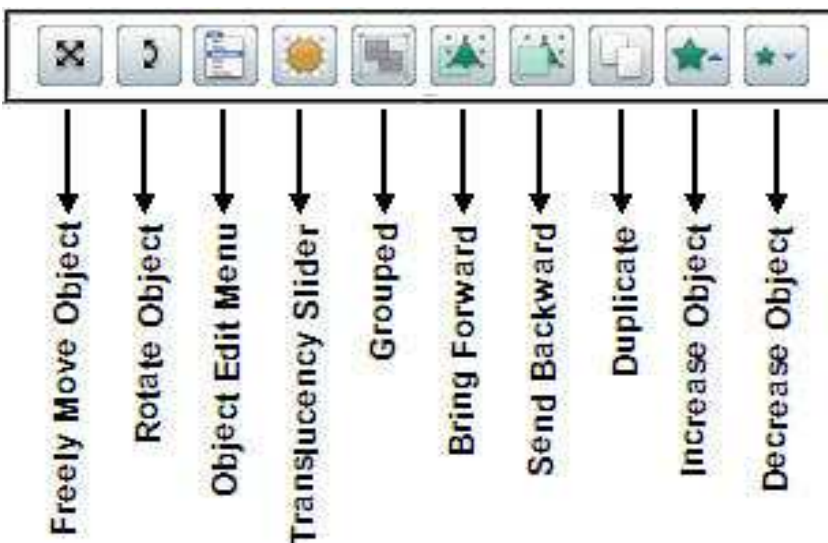 Freely Move Object
Rotate Object
Object Edit Menu
Translucency Slider
Grouped
Bring Forward
Send Backward
Duplicate
Increase Object
Decrease Object